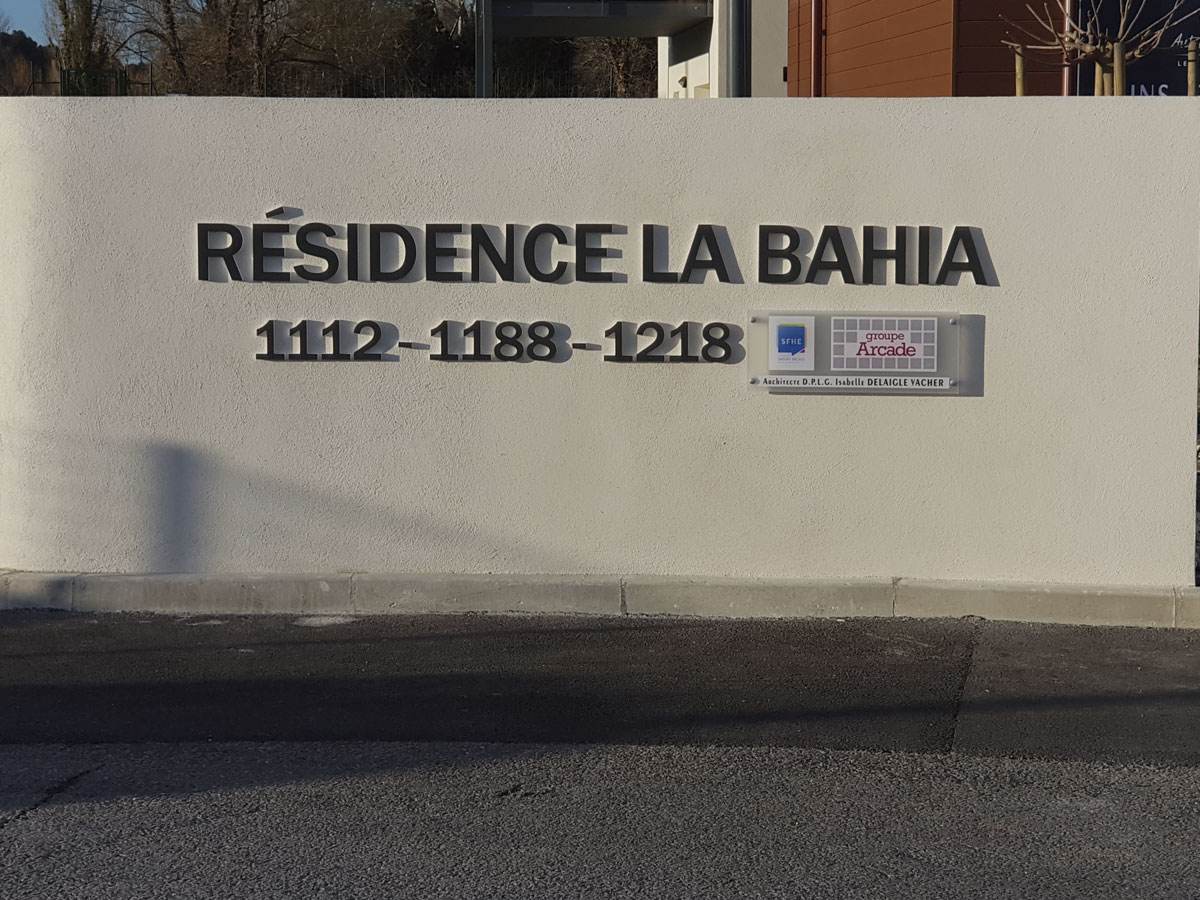 RÉSIDENCE LA BAHIA
1112 - 1188 - 1218
SFHE
groupe
Arcade
Architecte D.P.L.G. Isabelle DELAIGLE VACHER